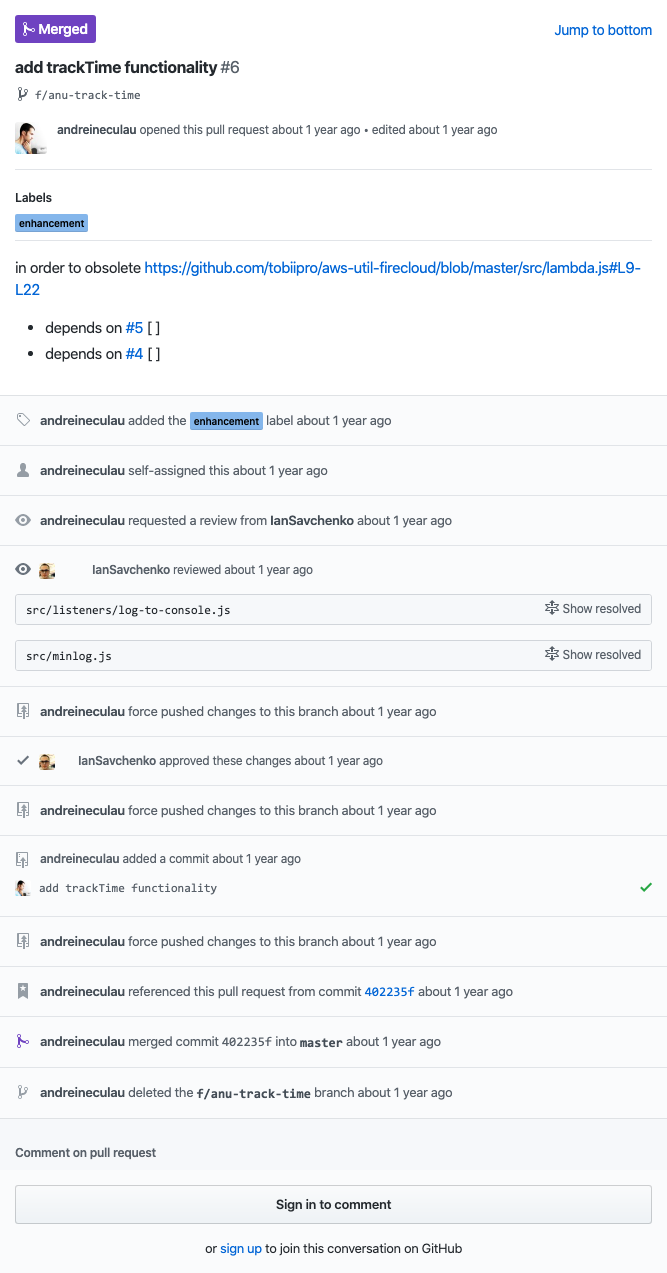 Merged
Jump to bottom
add trackTime functionality #6
f/anu-track-time
andreineculau opened this pull request about 1 year ago • edited about 1 year ago
Labels
enhancement
in order to obsolete https://github.com/tobiipro/aws-util-firecloud/blob/master/src/lambda.js#L9-
L22
• depends on #5 [ ]
• depends on #4 [ ]
andreineculau added the enhancement label about 1 year ago
andreineculau self-assigned this about 1 year ago
andreineculau requested a review from IanSavchenko about 1 year ago
IanSavchenko reviewed about 1 year ago
src/listeners/log-to-console.js Show resolved
src/minlog.js Show resolved
andreineculau force pushed changes to this branch about 1 year ago
IanSavchenko approved these changes about 1 year ago
andreineculau force pushed changes to this branch about 1 year ago
andreineculau added a commit about 1 year ago
add trackTime functionality
andreineculau force pushed changes to this branch about 1 year ago
andreineculau referenced this pull request from commit 402235f about 1 year ago
andreineculau merged commit 402235f into master about 1 year ago
andreineculau deleted the f/anu-track-time branch about 1 year ago
Comment on pull request
Sign in to comment
or sign up to join this conversation on GitHub